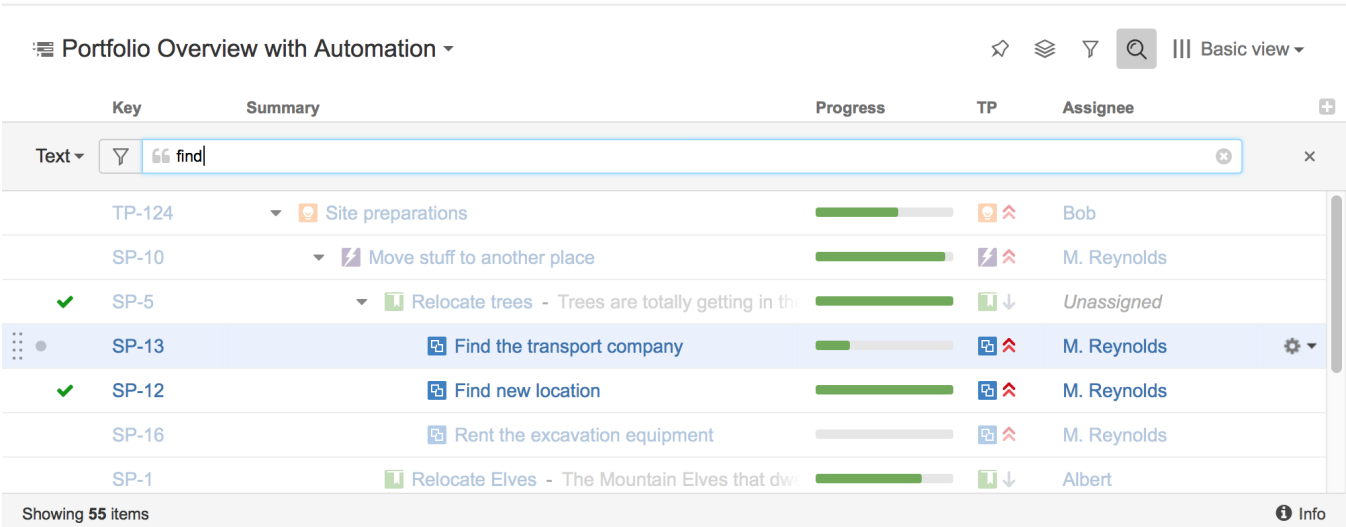 Portfolio Overview with Automation
Basic view
Key Summary Progress TP Assignee
Text find
TP-124 Site preparations Bob
SP-10 Move stuff to another place M. Reynolds
SP-5 Relocate trees - Trees are totally getting in Unassigned
SP-13 Find the transport company M. Reynolds
SP-12 Find new location M. Reynolds
SP-16 Rent the excavation equipment M. Reynolds
SP-1 Relocate Elves - The Mountain Elves that Albert
Showing 55 items Info